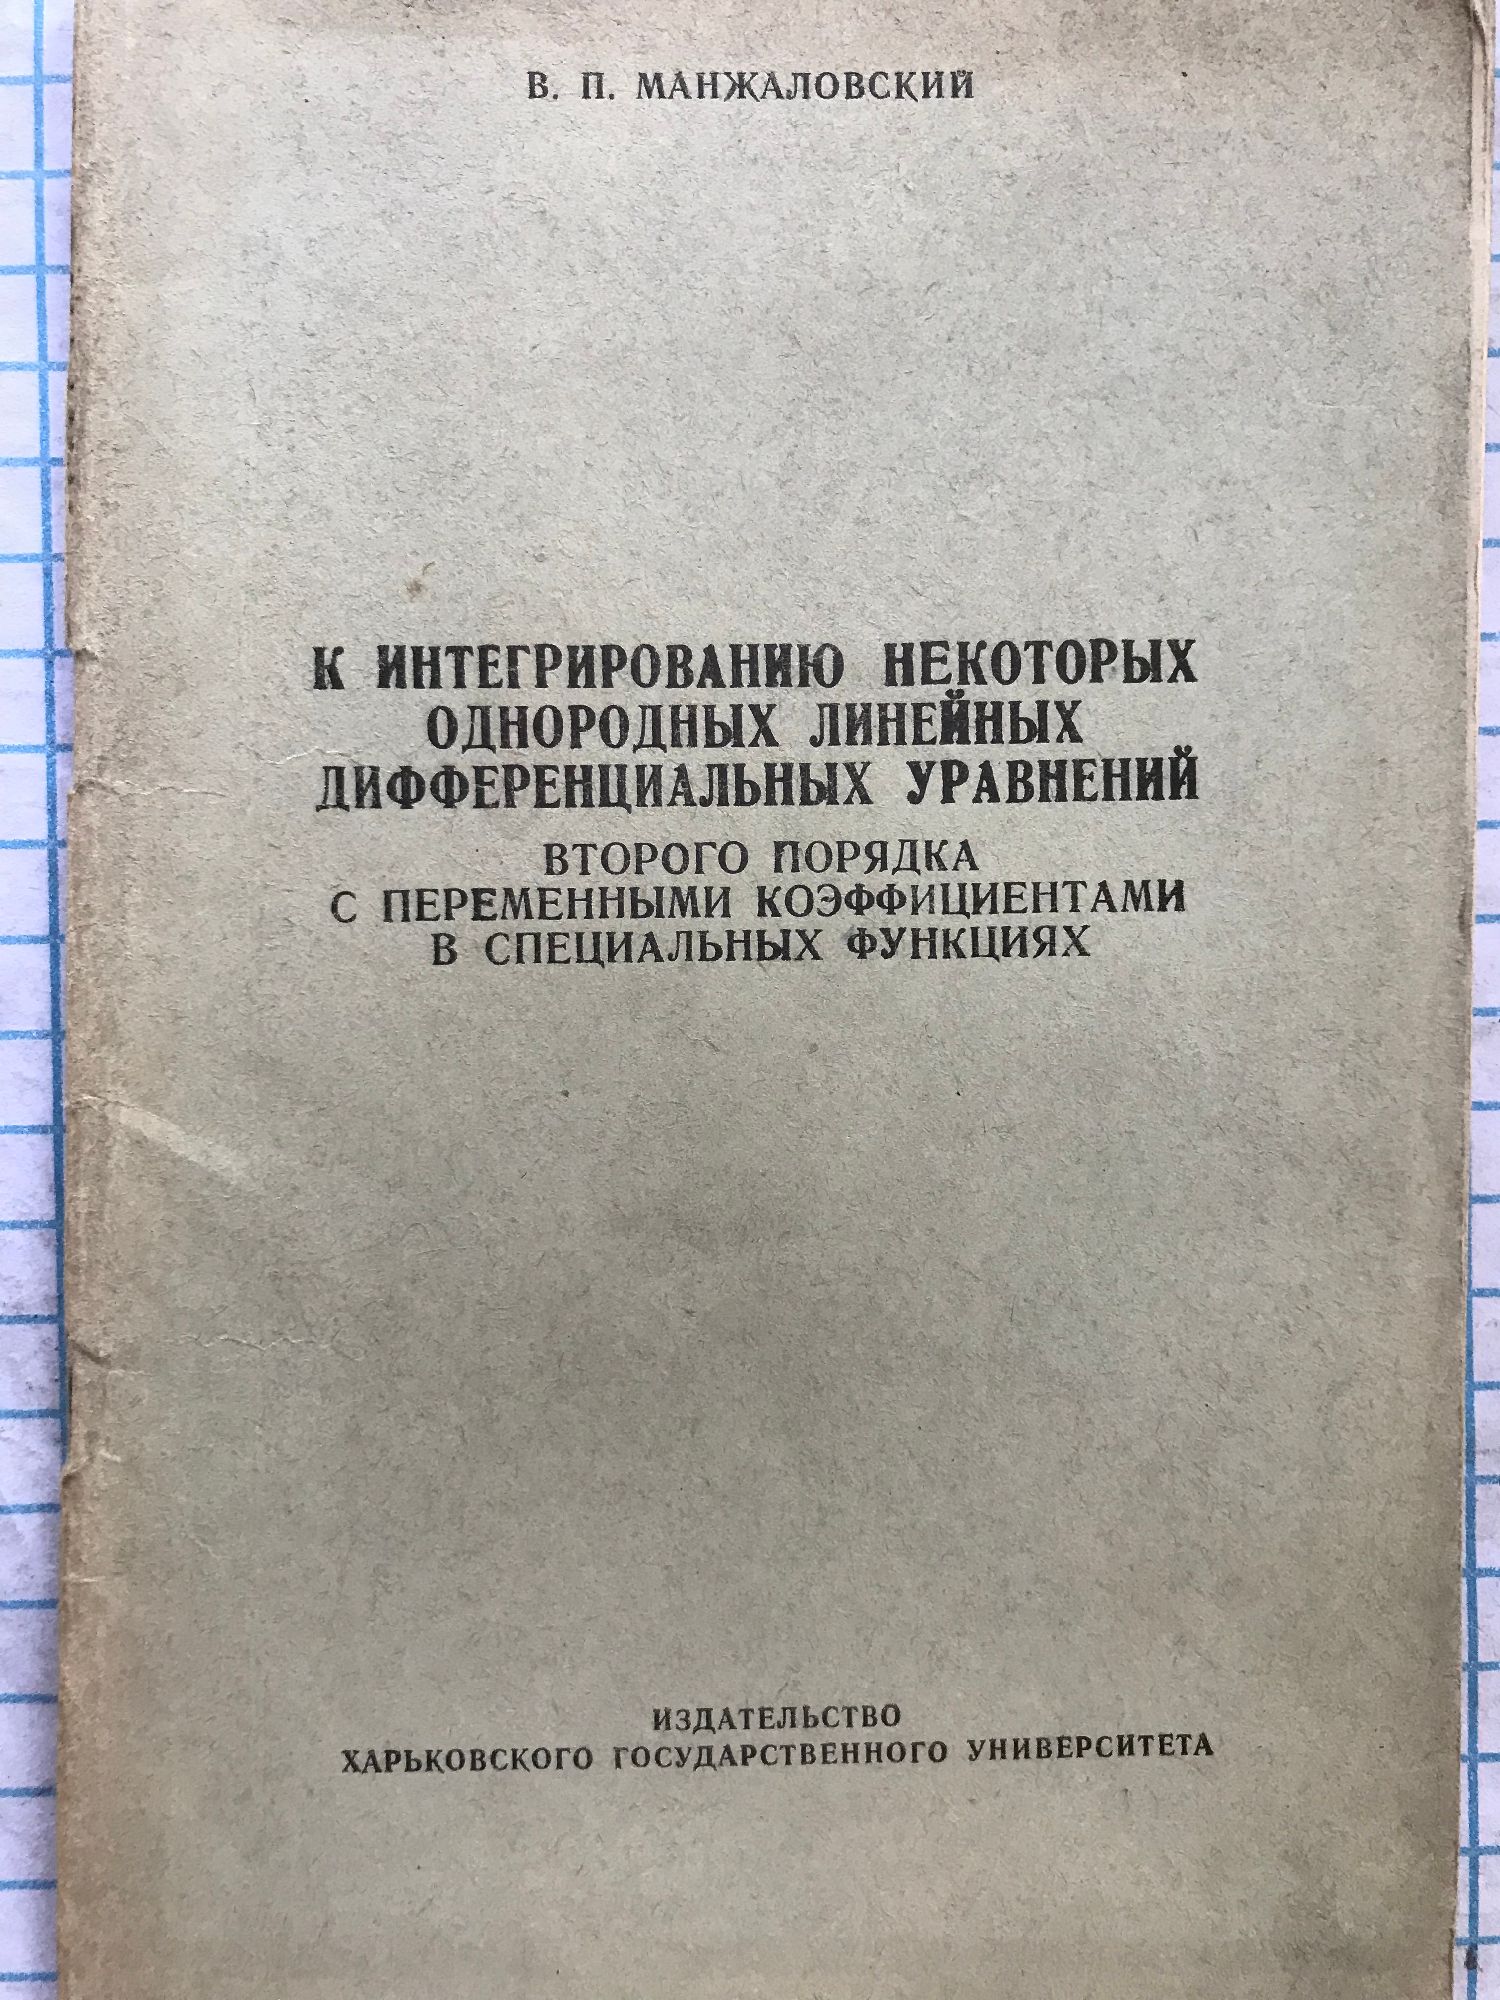 В. П. МАНЖАЛОВСКИЙ
К ИНТЕГРИРОВАНИЮ НЕКОТОРЫХ
ОДНОРОДНЫХ ЛИНЕЙНЫХ
ДИФФЕРЕНЦИАЛЬНЫХ УРАВНЕНИЙ
ВТОРОГО ПОРЯДКА
С ПЕРЕМЕННЫМИ КОЭФФИЦИЕНТАМИ
В СПЕЦИАЛЬНЫХ ФУНКЦИЯХ
ИЗДАТЕЛЬСТВО
ХАРЬКОВСКОГО ГОСУДАРСТВЕННОГО УНИВЕРСИТЕТА